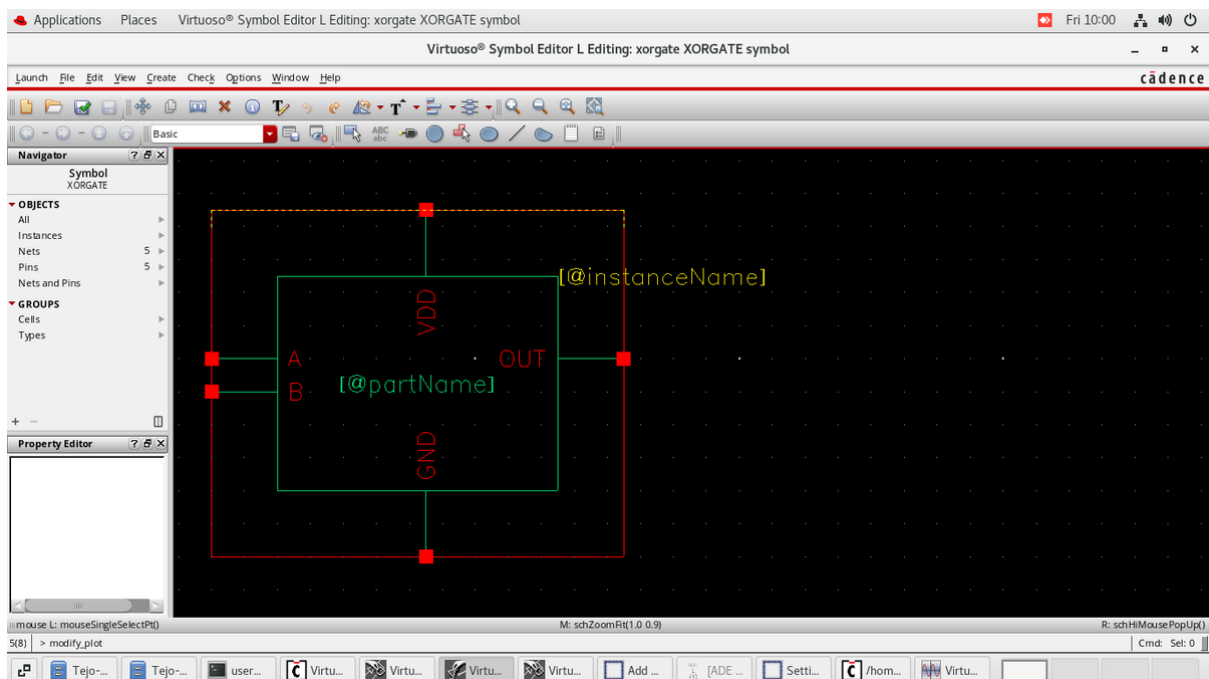 Applications Places Virtuoso® Symbol Editor L Editing: xorgate XORGATE symbol Fri 10:00
Virtuoso® Symbol Editor L Editing: xorgate XORGATE symbol
Launch File Edit View Create Check Options Window Help cādence
Basic
Navigator
Symbol
XORGATE
OBJECTS
All
Instances
Nets 5
Pins 5
Nets and Pins
GROUPS
Cells
Types
Property Editor
[@instanceName]
VDD
A
OUT
B
[@partName]
GND
mouse L: mouseSingleSelectPt() M: schZoomFit(1.0 0.9) R: schHiMousePopUp()
5(8) > modify_plot Cmd: Sel: 0
Tejo-... Tejo-... user... Virtu... Virtu... Virtu... Virtu... Add ... [ADE ... Setti... /hom... Virtu...